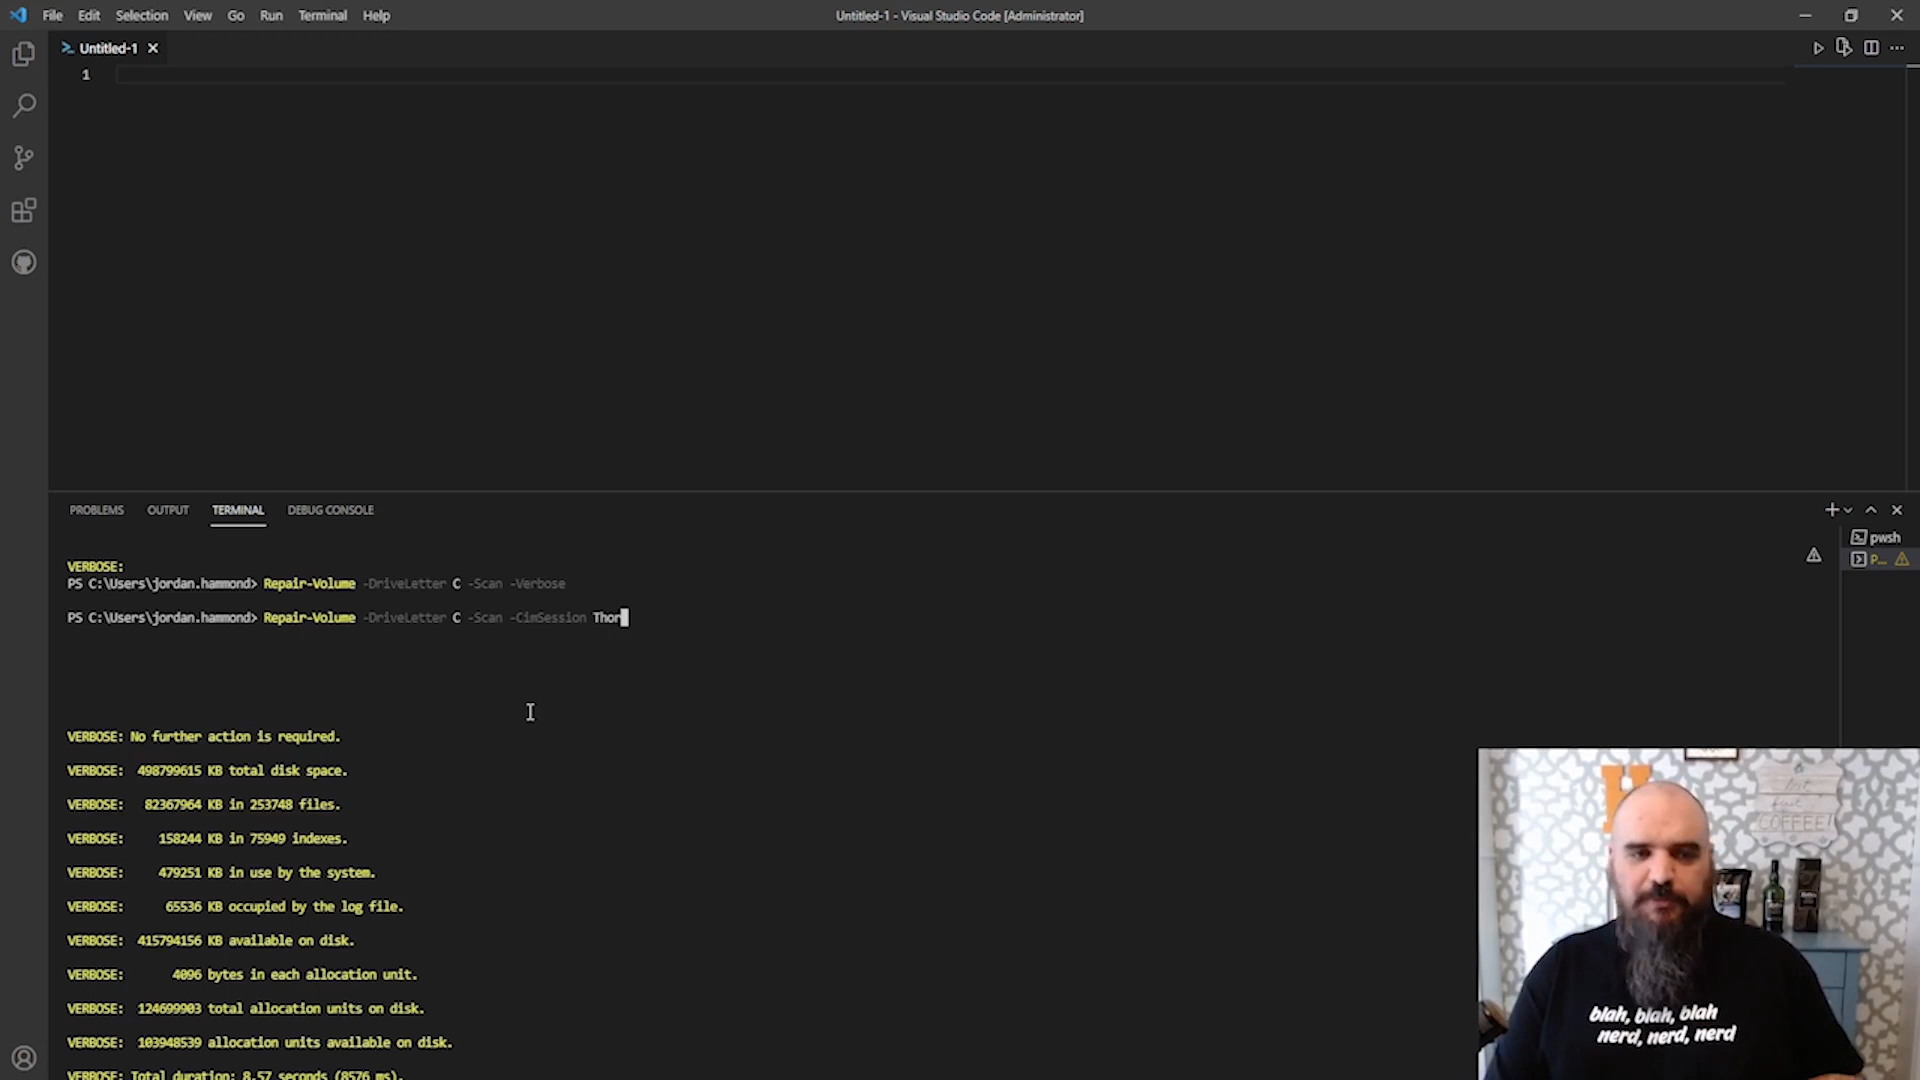 File Edit Selection View Go Run Terminal Help
Untitled-1 - Visual Studio Code [Administrator]
Untitled-1
1
PROBLEMS OUTPUT TERMINAL DEBUG CONSOLE
pwsh
P...
VERBOSE:
PS C:\Users\jordan.hammond> Repair-Volume -DriveLetter C -Scan -Verbose
PS C:\Users\jordan.hammond> Repair-Volume -DriveLetter C -Scan -CimSession Thor
VERBOSE: No further action is required.
VERBOSE: 498799615 KB total disk space.
VERBOSE: 82367964 KB in 253748 files.
VERBOSE: 158244 KB in 75949 indexes.
VERBOSE: 479251 KB in use by the system.
VERBOSE: 65536 KB occupied by the log file.
VERBOSE: 415794156 KB available on disk.
VERBOSE: 4096 bytes in each allocation unit.
VERBOSE: 124699903 total allocation units on disk.
VERBOSE: 103948539 allocation units available on disk.
VERBOSE: Total duration: 8.57 seconds (8576 ms).
H
but
first
COFFEE!
blah, blah, blah
nerd, nerd, nerd